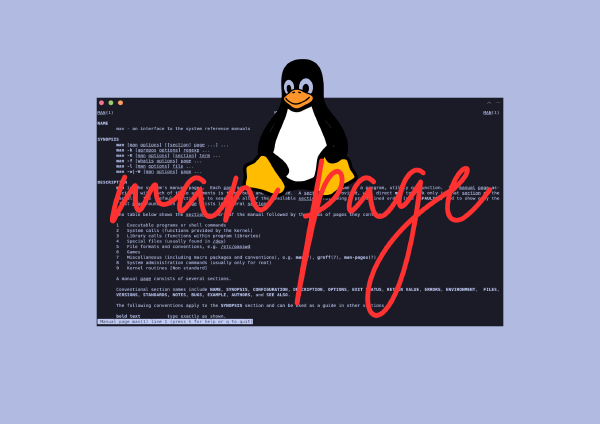 MAN(1)
MAN(1)
NAME
man - an interface to the system reference manuals
SYNOPSIS
man [man options] [[section] page ...] ...
man -k [apropos options] regexp ...
man -K [man options] [section] term ...
man -f [whatis options] page ...
man -l [man options] file ...
man -w|-W [man options] page ...
DESCRIPT
man page
The table below shows the section of the manual followed by the of pages they
1 Executable programs or shell commands
2 System calls (functions provided by the kernel)
3 Library calls (functions within program libraries)
4 Special files (usually found in /dev)
5 File formats and conventions, e.g. /etc/passwd
6 Games
7 Miscellaneous (including macro packages and conventions), e.g. groff(7), man-pages(7)
8 System administration commands (usually only for root)
9 Kernel routines [Non standard]
A manual page consists of several sections.
Conventional section names include NAME, SYNOPSIS, CONFIGURATION, DESCRIPTION, OPTIONS, EXIT STATUS, RETURN VALUE, ERRORS, ENVIRONMENT, FILES,
VERSIONS, STANDARDS, NOTES, BUGS, EXAMPLE, AUTHORS, and SEE ALSO.
The following conventions apply to the SYNOPSIS section and can be used as a guide in other sections.
bold text type exactly as shown.
Manual page man(1) line 1 (press h for help or q to quit)